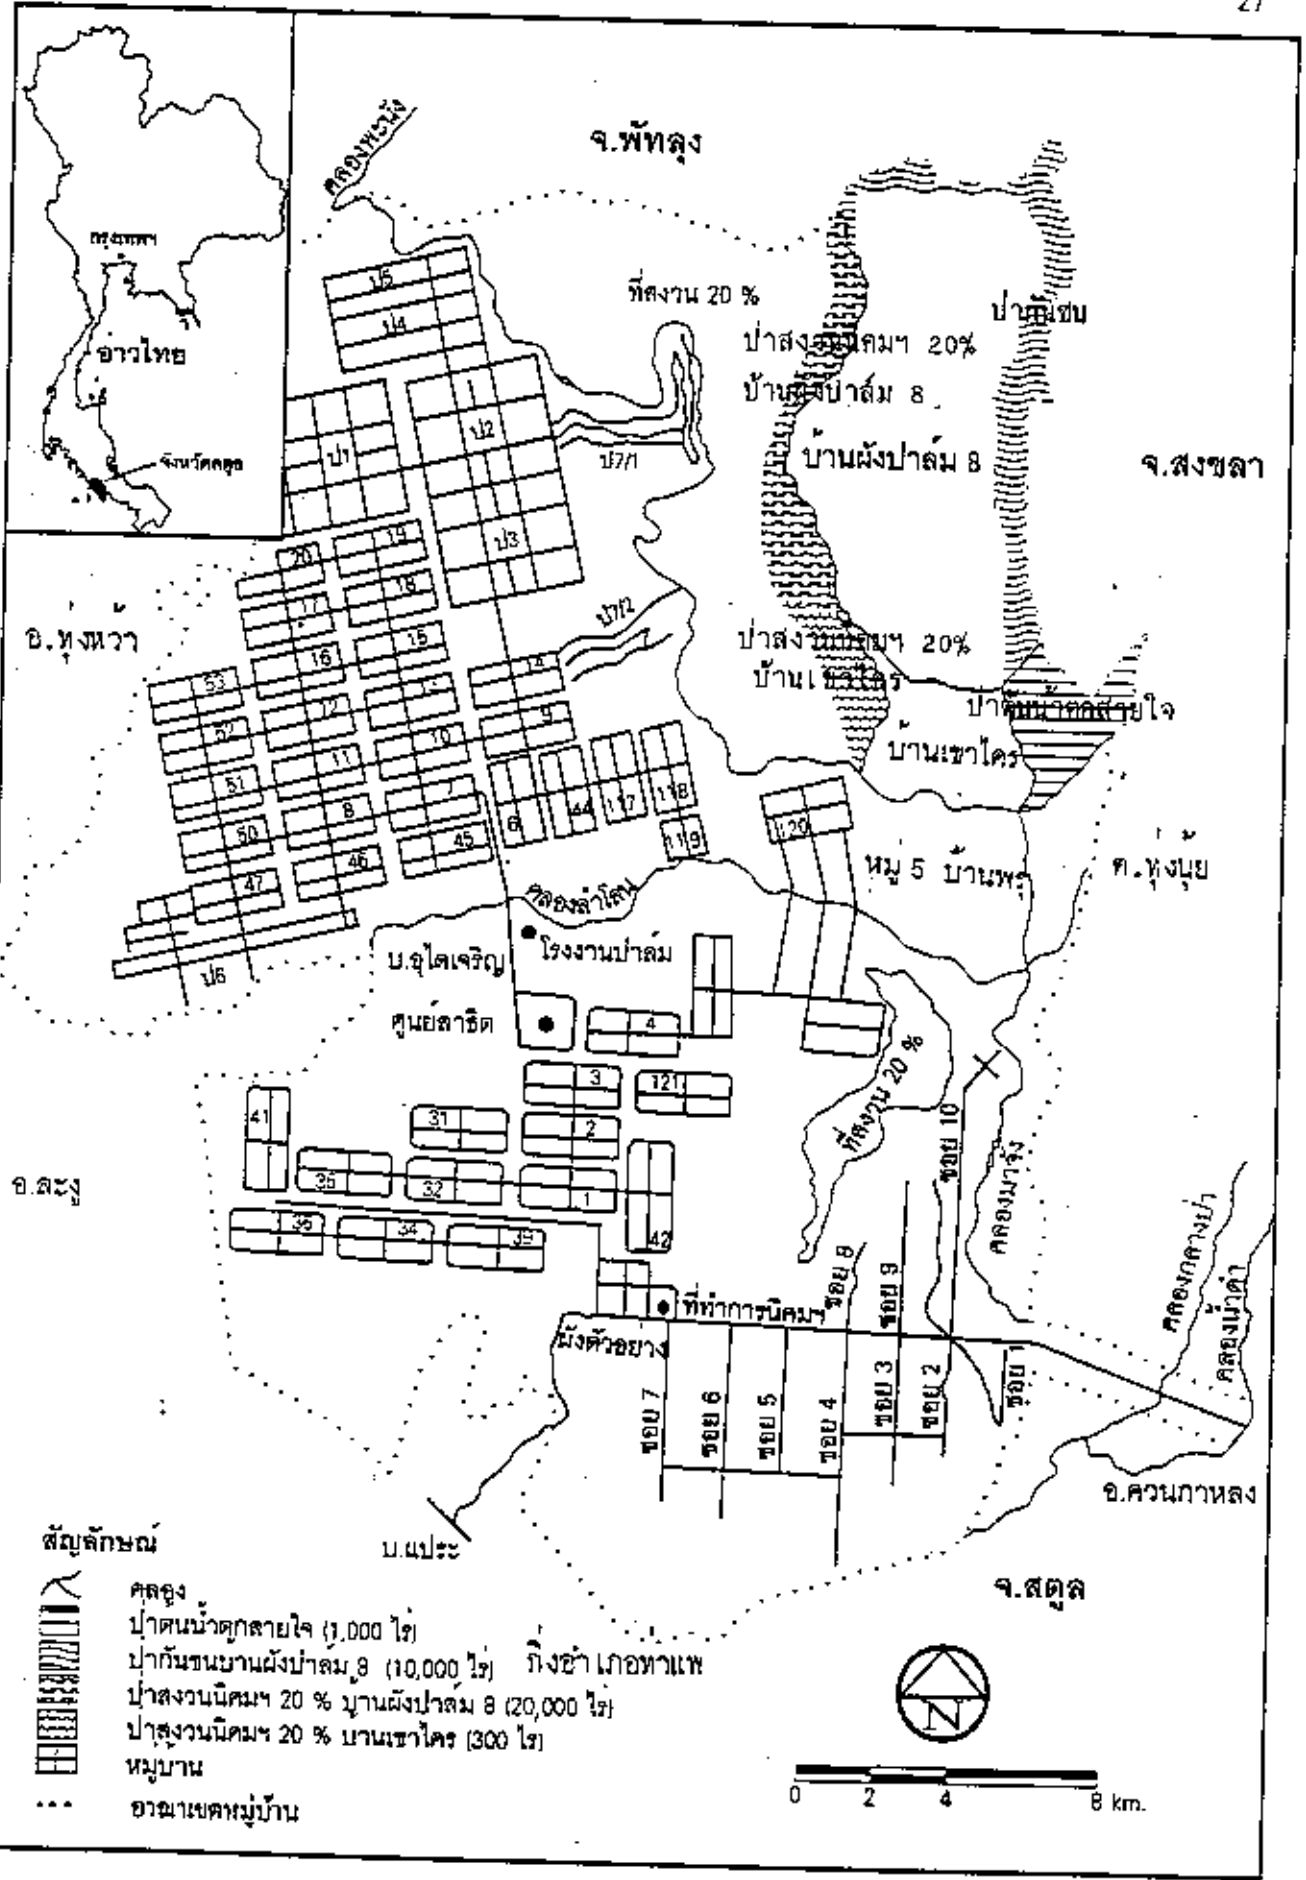 27
จ.พัทลุง
คลองพะนัง
กรุงเทพฯ
อ่าวไทย
จังหวัดสตูล
ที่สงวน 20 %
ป่ากันชน
ป่าสงวนนิคมฯ 20%
บ้านผังปาล์ม 8
บ้านผังปาล์ม 8
จ.สงขลา
ป5
ป4
ป1
ป2
ป3
ป7/1
ป7/2
อ.ทุ่งหว้า
20
19
17
18
16
15
53
14
52
12
9
51
11
10
50
8
7
6
44
117
118
119
120
47
46
45
ป6
ป่าสงวนนิคมฯ 20%
บ้านเขาไคร
ป่าต้นน้ำตกสายใจ
บ้านเขาไคร
หมู่ 5 บ้านพรุ
ต.ทุ่งนุ้ย
คลองลำโลน
บ.อุไดเจริญ
โรงงานปาล์ม
ศูนย์สาธิต
4
3
121
2
1
31
32
41
35
36
34
39
42
ที่สงวน 20 %
อ.ละงู
ซอย 10
คลองมาจัง
คลองกลางป่า
คลองน้ำดำ
ซอย 8
ซอย 9
ที่ทำการนิคมฯ
ผังตัวอย่าง
ซอย 7
ซอย 6
ซอย 5
ซอย 4
ซอย 3
ซอย 2
ซอย 1
อ.ควนกาหลง
บ.แประ
จ.สตูล
สัญลักษณ์
คลอง
ป่าต้นน้ำตกสายใจ (1,000 ไร่)
ป่ากันชนบ้านผังปาล์ม 8 (10,000 ไร่)
ป่าสงวนนิคมฯ 20 % บ้านผังปาล์ม 8 (20,000 ไร่)
ป่าสงวนนิคมฯ 20 % บ้านเขาไคร (300 ไร่)
หมู่บ้าน
อาณาเขตหมู่บ้าน
กิ่งอำเภอท่าแพ
N
0 2 4 8 km.